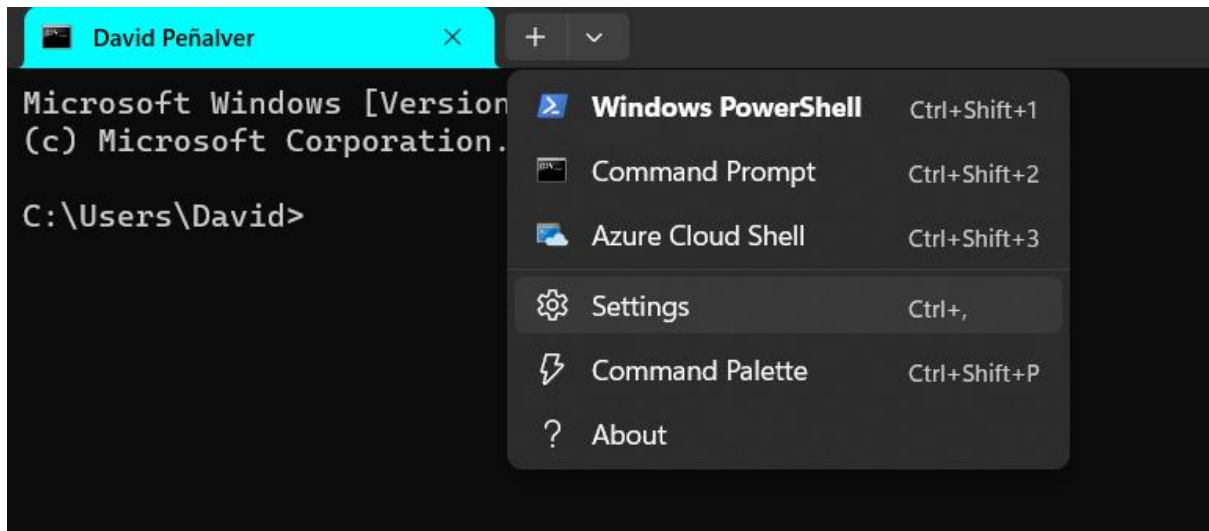 David Peñalver
Microsoft Windows [Version
(c) Microsoft Corporation.
C:\Users\David>
Windows PowerShell Ctrl+Shift+1
Command Prompt Ctrl+Shift+2
Azure Cloud Shell Ctrl+Shift+3
Settings Ctrl+,
Command Palette Ctrl+Shift+P
About